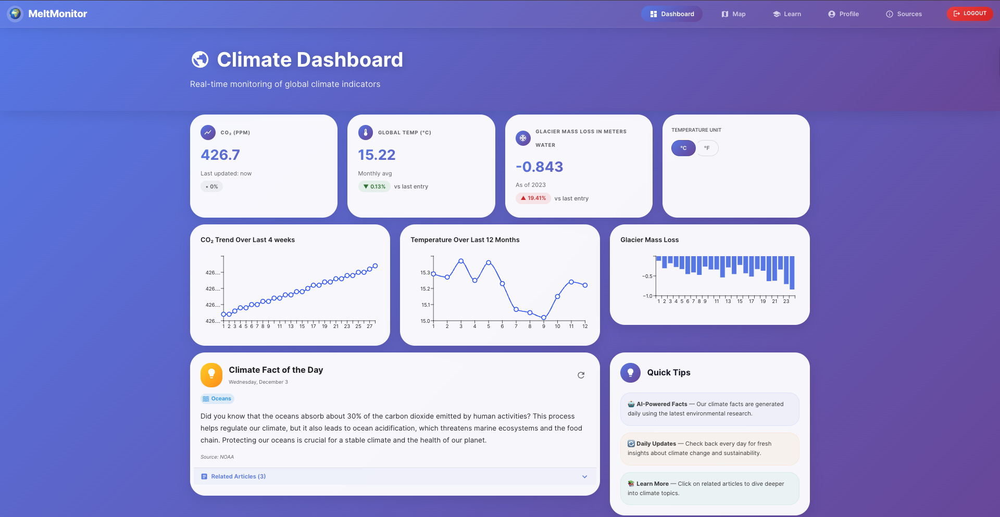 MeltMonitor
Dashboard
Map
Learn
Profile
Sources
LOGOUT
Climate Dashboard
Real-time monitoring of global climate indicators
CO₂ (PPM)
426.7
Last updated: now
• 0%
GLOBAL TEMP (°C)
15.22
Monthly avg
▼ 0.13% vs last entry
GLACIER MASS LOSS IN METERS
WATER
-0.843
As of 2023
▲ 19.41% vs last entry
TEMPERATURE UNIT
°C °F
CO₂ Trend Over Last 4 weeks
426....
426....
426....
426....
1 2 3 4 5 6 7 8 9 11 13 15 17 19 21 23 25 27
Temperature Over Last 12 Months
15.3
15.2
15.1
15.0
1 2 3 4 5 6 7 8 9 10 11 12
Glacier Mass Loss
−0.5
−1.0
1 2 3 4 5 6 7 8 9 11 13 15 17 19 21 23
Climate Fact of the Day
Wednesday, December 3
Oceans
Did you know that the oceans absorb about 30% of the carbon dioxide emitted by human activities? This process
helps regulate our climate, but it also leads to ocean acidification, which threatens marine ecosystems and the food
chain. Protecting our oceans is crucial for a stable climate and the health of our planet.
Source: NOAA
Related Articles (3)
Quick Tips
AI-Powered Facts — Our climate facts are generated
daily using the latest environmental research.
Daily Updates — Check back every day for fresh
insights about climate change and sustainability.
Learn More — Click on related articles to dive deeper
into climate topics.